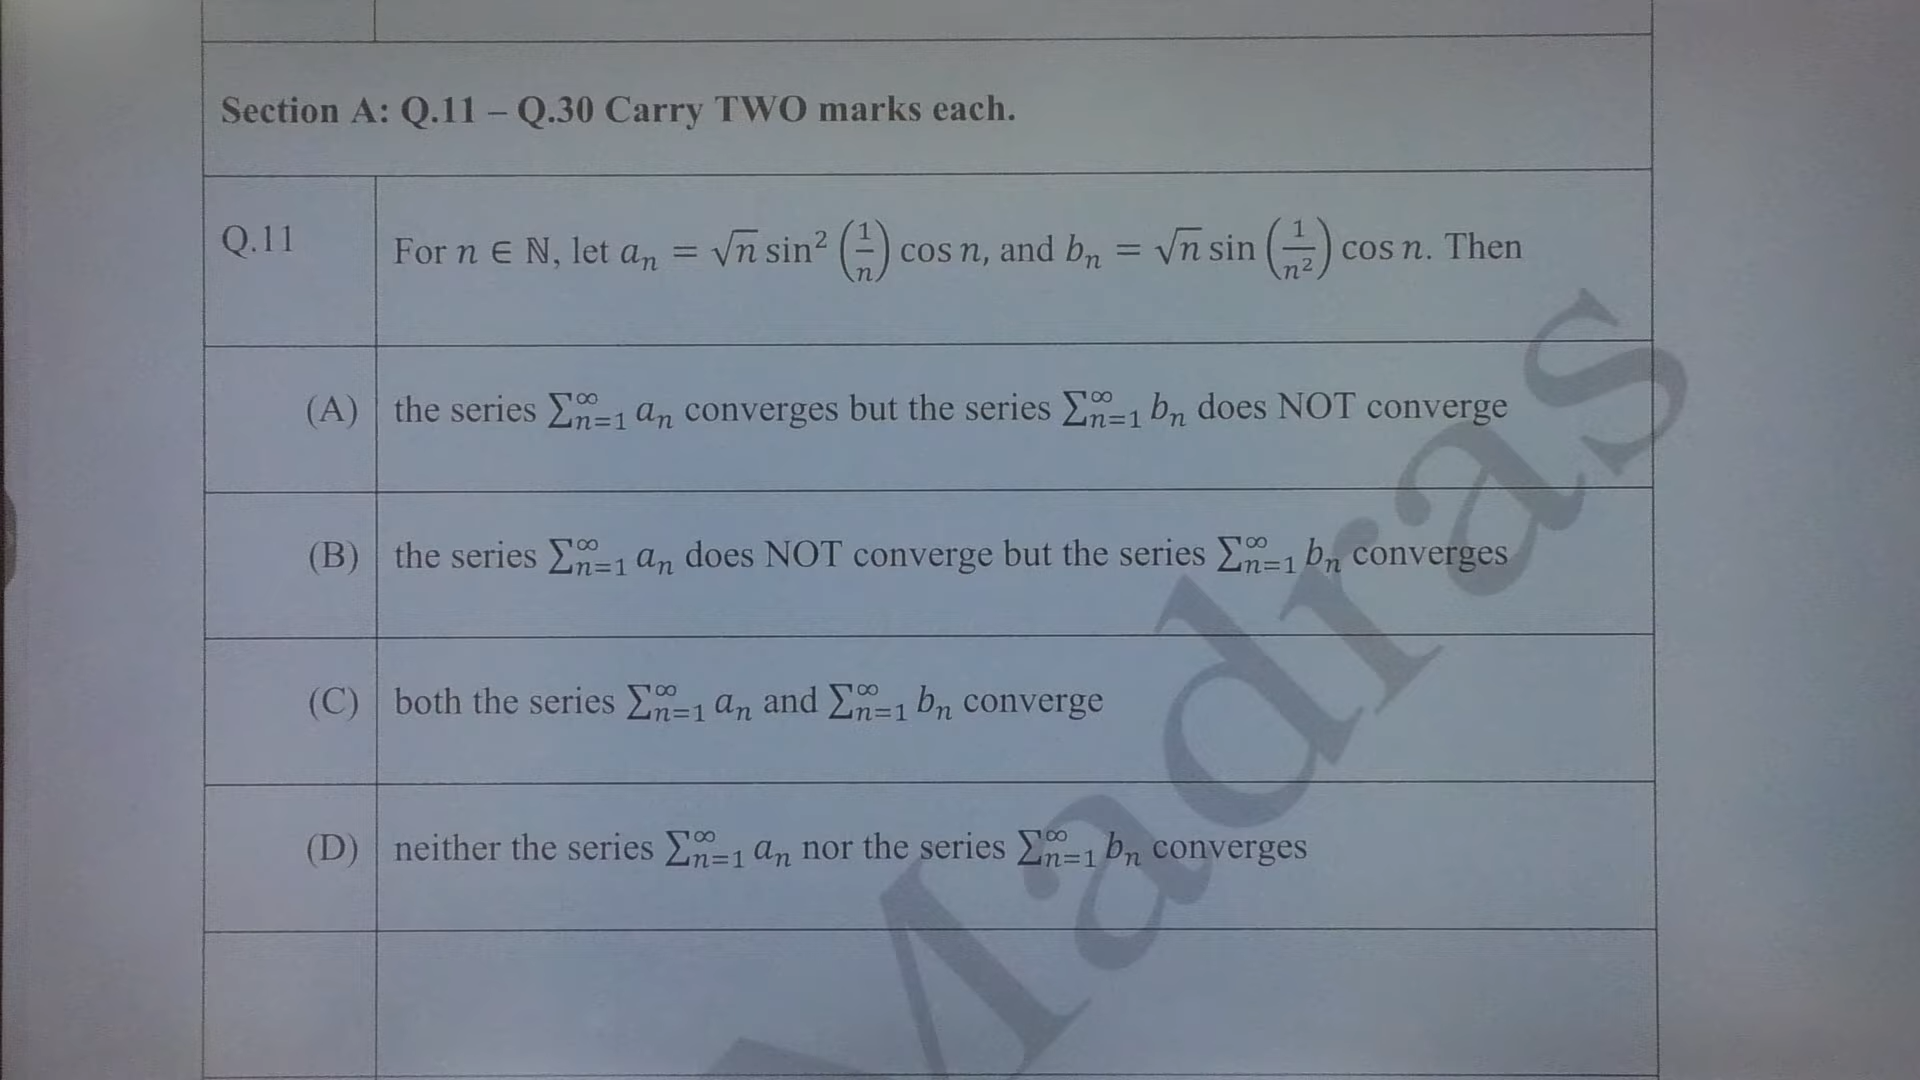 Section A: Q.11 – Q.30 Carry TWO marks each.
Q.11 For n ∈ ℕ, let aₙ = √n sin² (1/n) cos n, and bₙ = √n sin (1/n²) cos n. Then
(A) the series ∑ₙ₌₁^∞ aₙ converges but the series ∑ₙ₌₁^∞ bₙ does NOT converge
(B) the series ∑ₙ₌₁^∞ aₙ does NOT converge but the series ∑ₙ₌₁^∞ bₙ converges
(C) both the series ∑ₙ₌₁^∞ aₙ and ∑ₙ₌₁^∞ bₙ converge
(D) neither the series ∑ₙ₌₁^∞ aₙ nor the series ∑ₙ₌₁^∞ bₙ converges
Madras